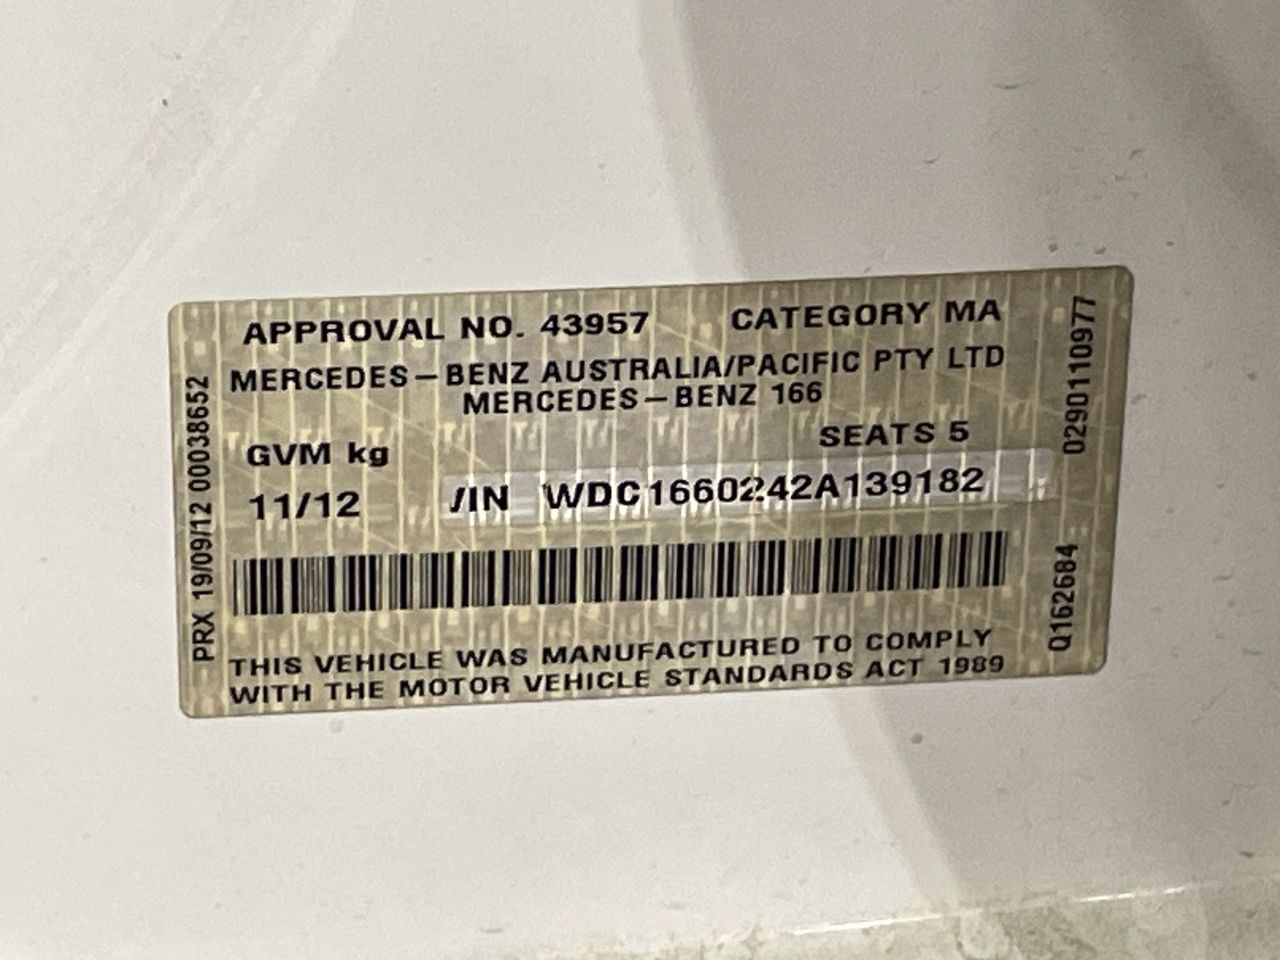 APPROVAL NO. 43957 CATEGORY MA
MERCEDES-BENZ AUSTRALIA/PACIFIC PTY LTD
MERCEDES-BENZ 166
GVM kg SEATS 5
11/12 VIN WDC1660242A139182
THIS VEHICLE WAS MANUFACTURED TO COMPLY
WITH THE MOTOR VEHICLE STANDARDS ACT 1989
PRX 19/09/12 00038652
02901110977
Q162684